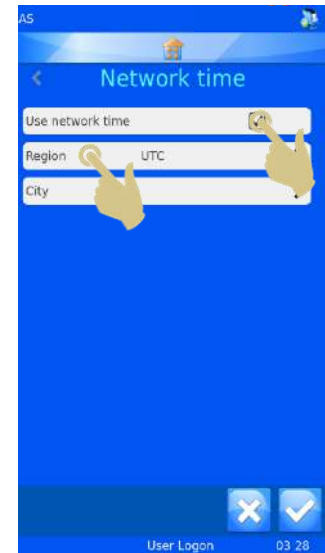 AS
Network time
Use network time
Region UTC
City
User Logon 03 28